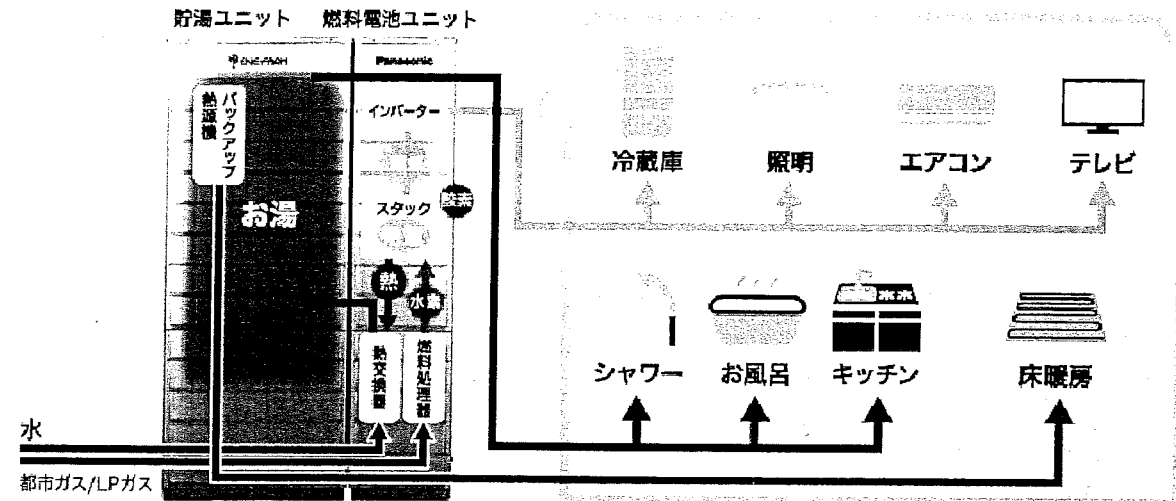 貯湯ユニット
燃料電池ユニット
ENE・FARM
Panasonic
バックアップ
熱源機
インバーター
お湯
スタック
酸素
熱
水素
熱交換器
燃料処理器
水
都市ガス/LPガス
冷蔵庫
照明
エアコン
テレビ
シャワー
お風呂
キッチン
床暖房